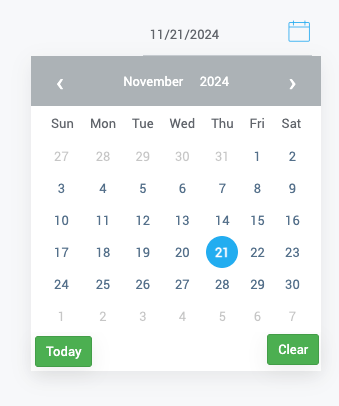 11/21/2024
‹ November 2024 ›
Sun Mon Tue Wed Thu Fri Sat
27 28 29 30 31 1 2
3 4 5 6 7 8 9
10 11 12 13 14 15 16
17 18 19 20 21 22 23
24 25 26 27 28 29 30
1 2 3 4 5 6 7
Today Clear